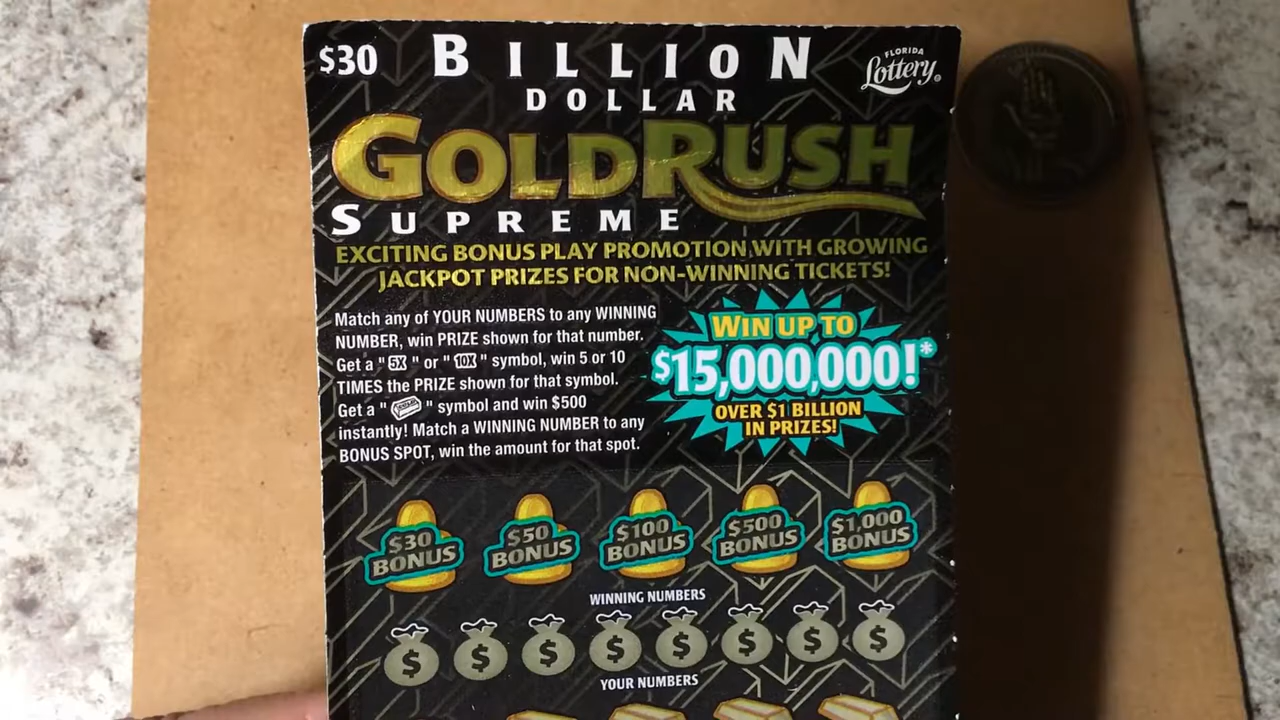 $30
BILLION
FLORIDA
Lottery®
DOLLAR
GOLDRUSH
SUPREME
EXCITING BONUS PLAY PROMOTION WITH GROWING
JACKPOT PRIZES FOR NON-WINNING TICKETS!
Match any of YOUR NUMBERS to any WINNING
NUMBER, win PRIZE shown for that number.
Get a "5X" or "10X" symbol, win 5 or 10
TIMES the PRIZE shown for that symbol.
Get a " " symbol and win $500
instantly! Match a WINNING NUMBER to any
BONUS SPOT, win the amount for that spot.
WIN UP TO
$15,000,000!*
OVER $1 BILLION
IN PRIZES!
$30
BONUS
$50
BONUS
$100
BONUS
$500
BONUS
$1,000
BONUS
WINNING NUMBERS
$ $ $ $ $ $ $ $
YOUR NUMBERS